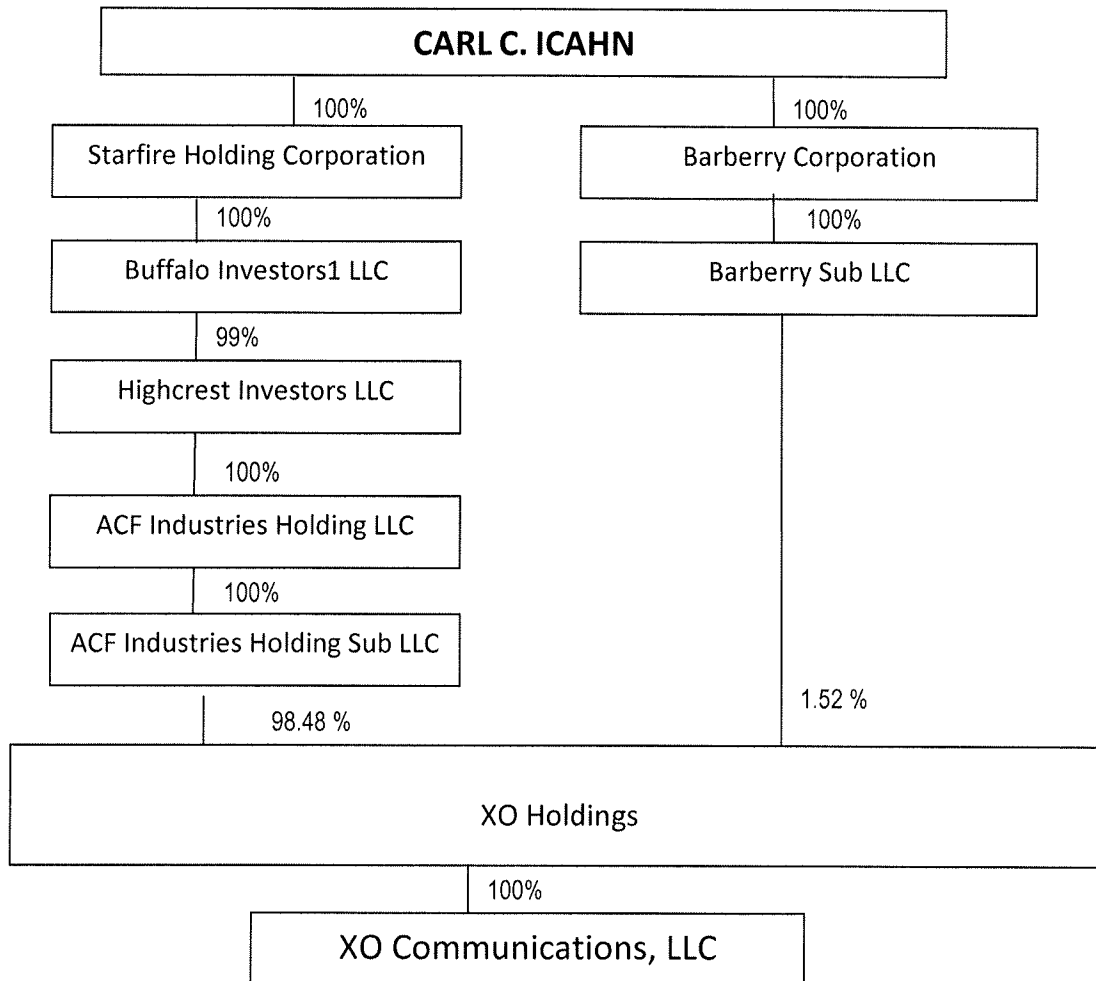 CARL C. ICAHN
100%
100%
Starfire Holding Corporation
Barberry Corporation
100%
100%
Buffalo Investors1 LLC
Barberry Sub LLC
99%
Highcrest Investors LLC
100%
ACF Industries Holding LLC
100%
ACF Industries Holding Sub LLC
98.48 %
1.52 %
XO Holdings
100%
XO Communications, LLC